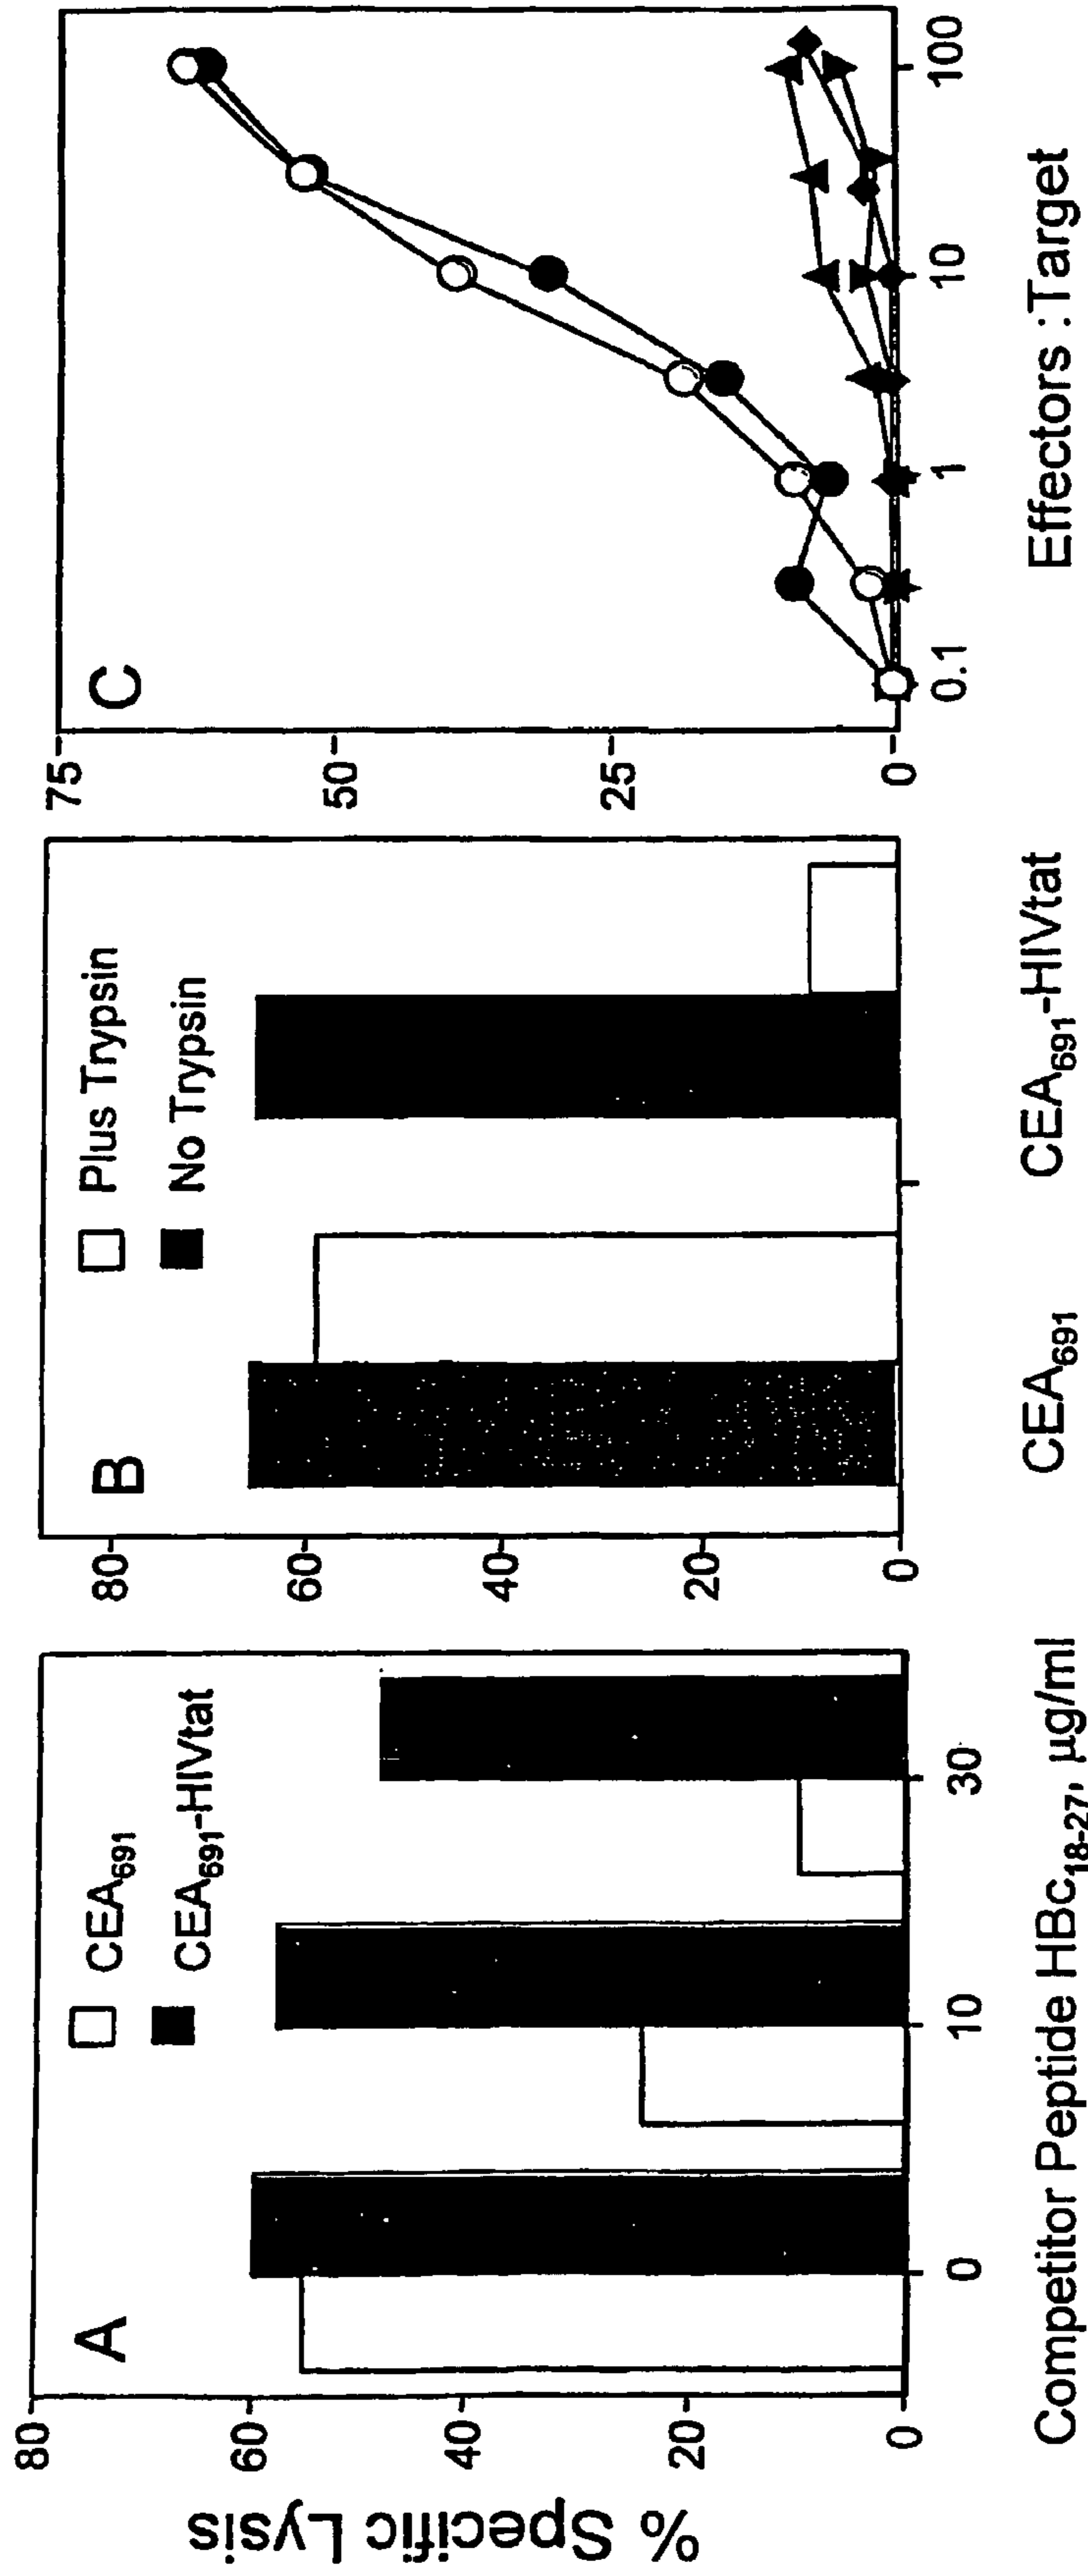 % Specific Lysis
A
CEA691
CEA691-HIVtat
80
60
40
20
0
0
10
30
Competitor Peptide HBc18-27, µg/ml
B
Plus Trypsin
No Trypsin
80
60
40
20
0
CEA691
CEA691-HIVtat
C
75
50
25
0
0.1
1
10
100
Effectors :Target